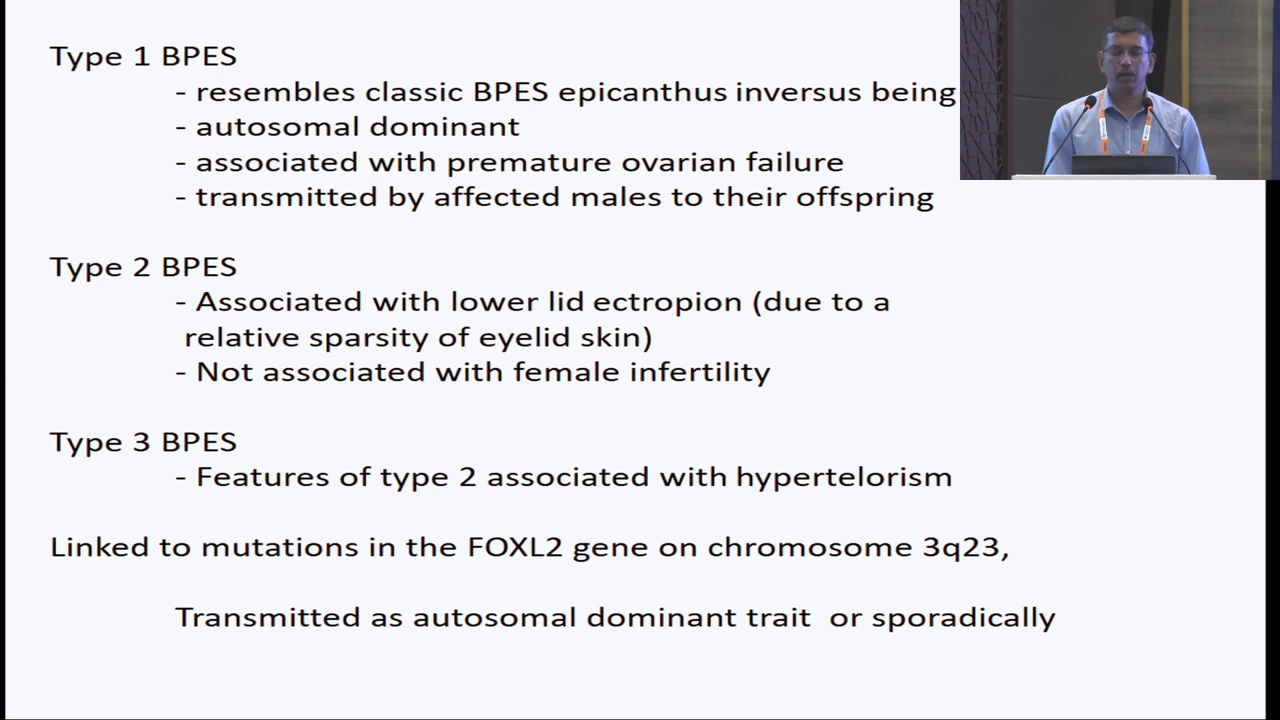 Type 1 BPES
- resembles classic BPES epicanthus inversus being
- autosomal dominant
- associated with premature ovarian failure
- transmitted by affected males to their offspring
Type 2 BPES
- Associated with lower lid ectropion (due to a
relative sparsity of eyelid skin)
- Not associated with female infertility
Type 3 BPES
- Features of type 2 associated with hypertelorism
Linked to mutations in the FOXL2 gene on chromosome 3q23,
Transmitted as autosomal dominant trait  or sporadically